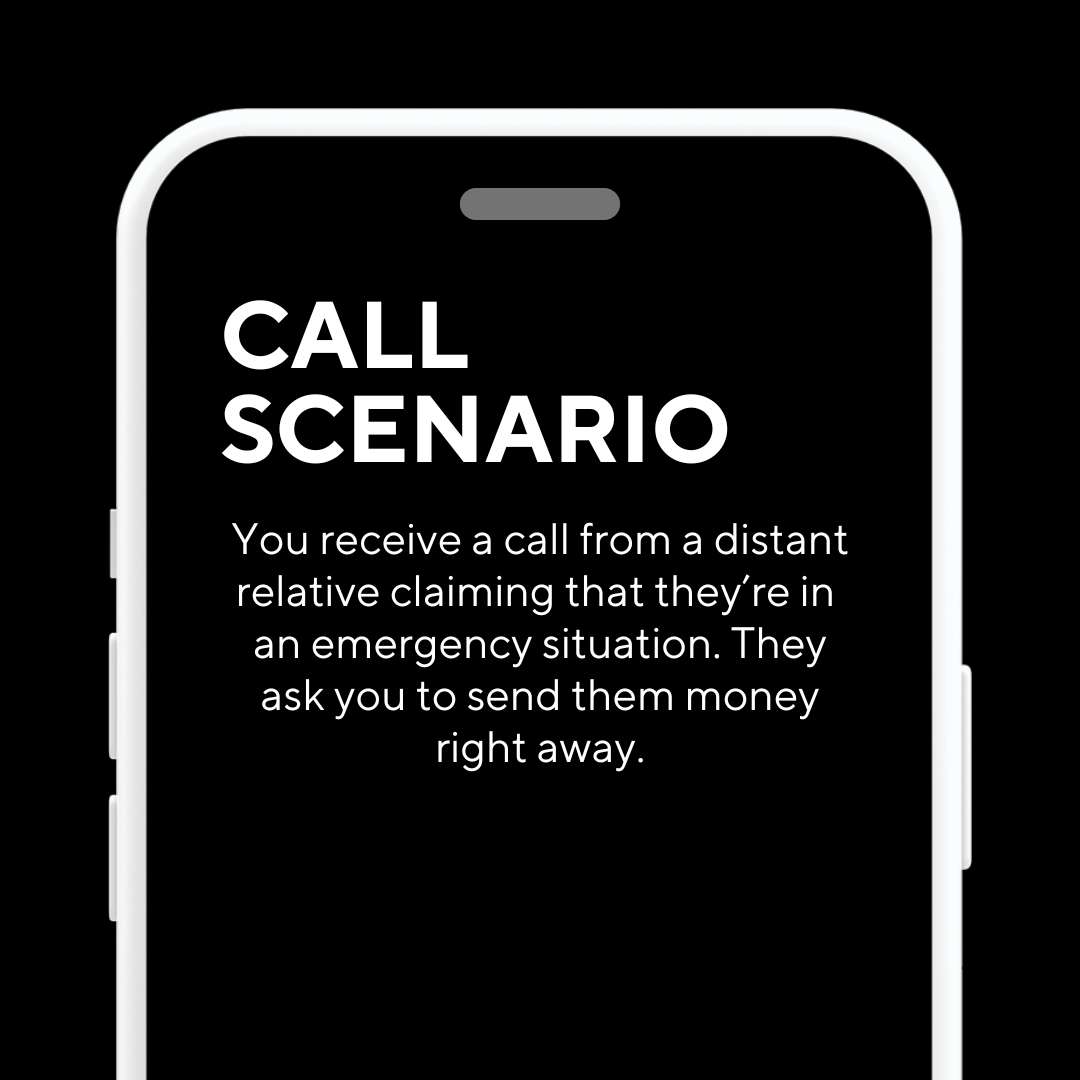 CALL
SCENARIO
You receive a call from a distant
relative claiming that they’re in
an emergency situation. They
ask you to send them money
right away.